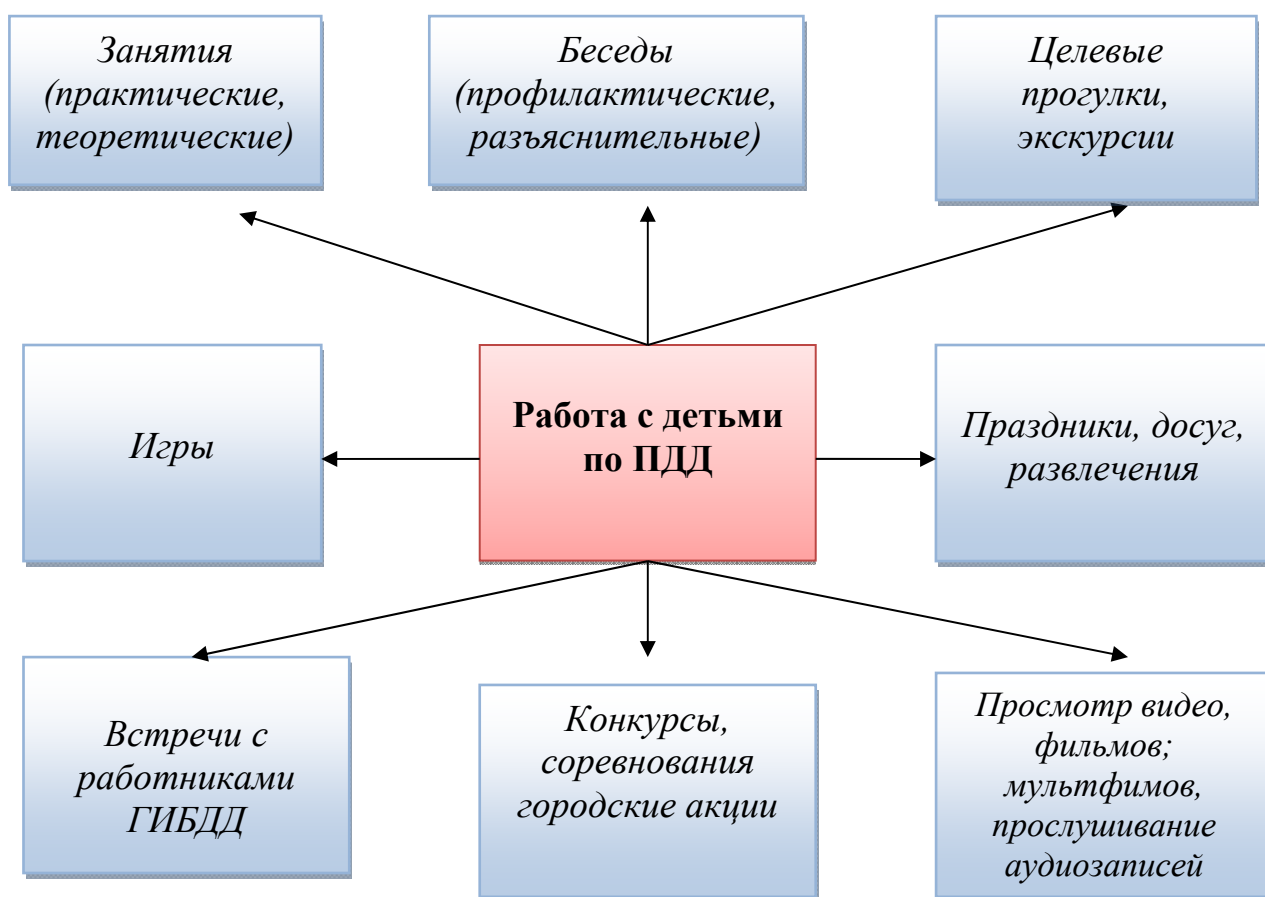 Занятия
(практические,
теоретические)
Беседы
(профилактические,
разъяснительные)
Целевые
прогулки,
экскурсии
Игры
Работа с детьми
по ПДД
Праздники, досуг,
развлечения
Встречи с
работниками
ГИБДД
Конкурсы,
соревнования
городские акции
Просмотр видео,
фильмов;
мультфимов,
прослушивание
аудиозаписей